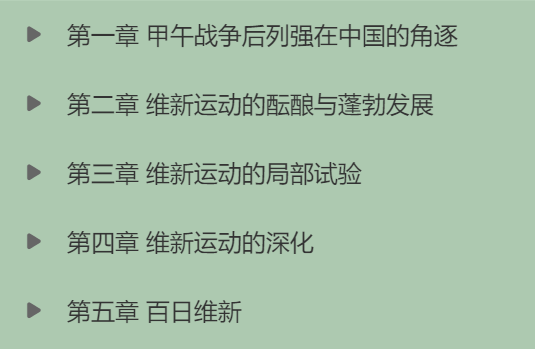 第一章 甲午战争后列强在中国的角逐
第二章 维新运动的酝酿与蓬勃发展
第三章 维新运动的局部试验
第四章 维新运动的深化
第五章 百日维新